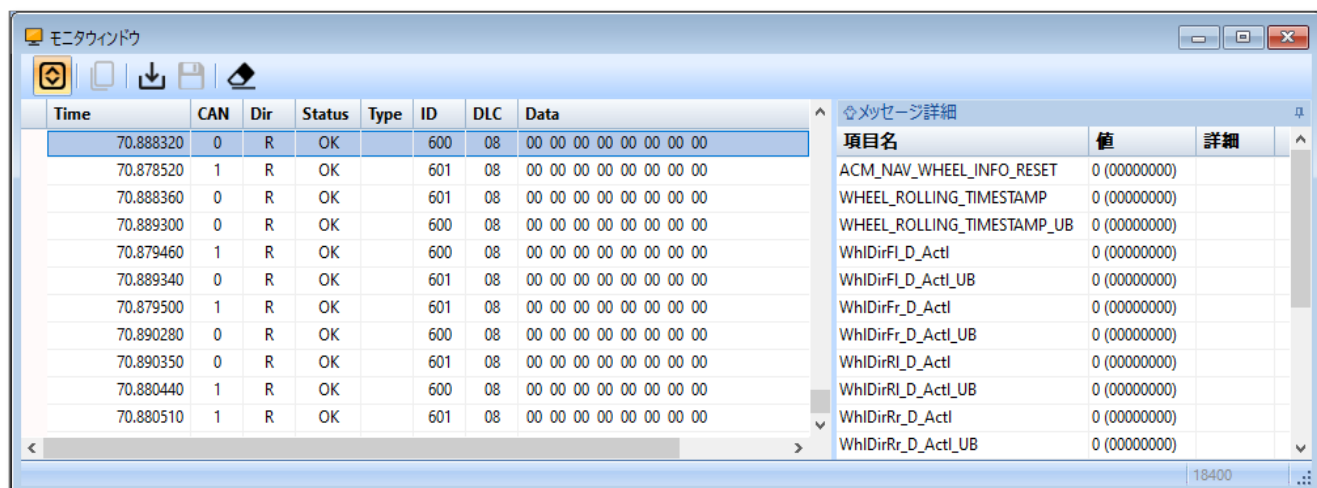 モニタウィンドウ
Time CAN Dir Status Type ID DLC Data
70.888320 0 R OK 600 08 00 00 00 00 00 00 00 00
70.878520 1 R OK 601 08 00 00 00 00 00 00 00 00
70.888360 0 R OK 601 08 00 00 00 00 00 00 00 00
70.889300 0 R OK 600 08 00 00 00 00 00 00 00 00
70.879460 1 R OK 600 08 00 00 00 00 00 00 00 00
70.889340 0 R OK 601 08 00 00 00 00 00 00 00 00
70.879500 1 R OK 601 08 00 00 00 00 00 00 00 00
70.890280 0 R OK 600 08 00 00 00 00 00 00 00 00
70.890350 0 R OK 601 08 00 00 00 00 00 00 00 00
70.880440 1 R OK 600 08 00 00 00 00 00 00 00 00
70.880510 1 R OK 601 08 00 00 00 00 00 00 00 00
メッセージ詳細
項目名 値 詳細
ACM_NAV_WHEEL_INFO_RESET 0 (00000000)
WHEEL_ROLLING_TIMESTAMP 0 (00000000)
WHEEL_ROLLING_TIMESTAMP_UB 0 (00000000)
WhlDirFl_D_Actl 0 (00000000)
WhlDirFl_D_Actl_UB 0 (00000000)
WhlDirFr_D_Actl 0 (00000000)
WhlDirFr_D_Actl_UB 0 (00000000)
WhlDirRl_D_Actl 0 (00000000)
WhlDirRl_D_Actl_UB 0 (00000000)
WhlDirRr_D_Actl 0 (00000000)
WhlDirRr_D_Actl_UB 0 (00000000)
18400